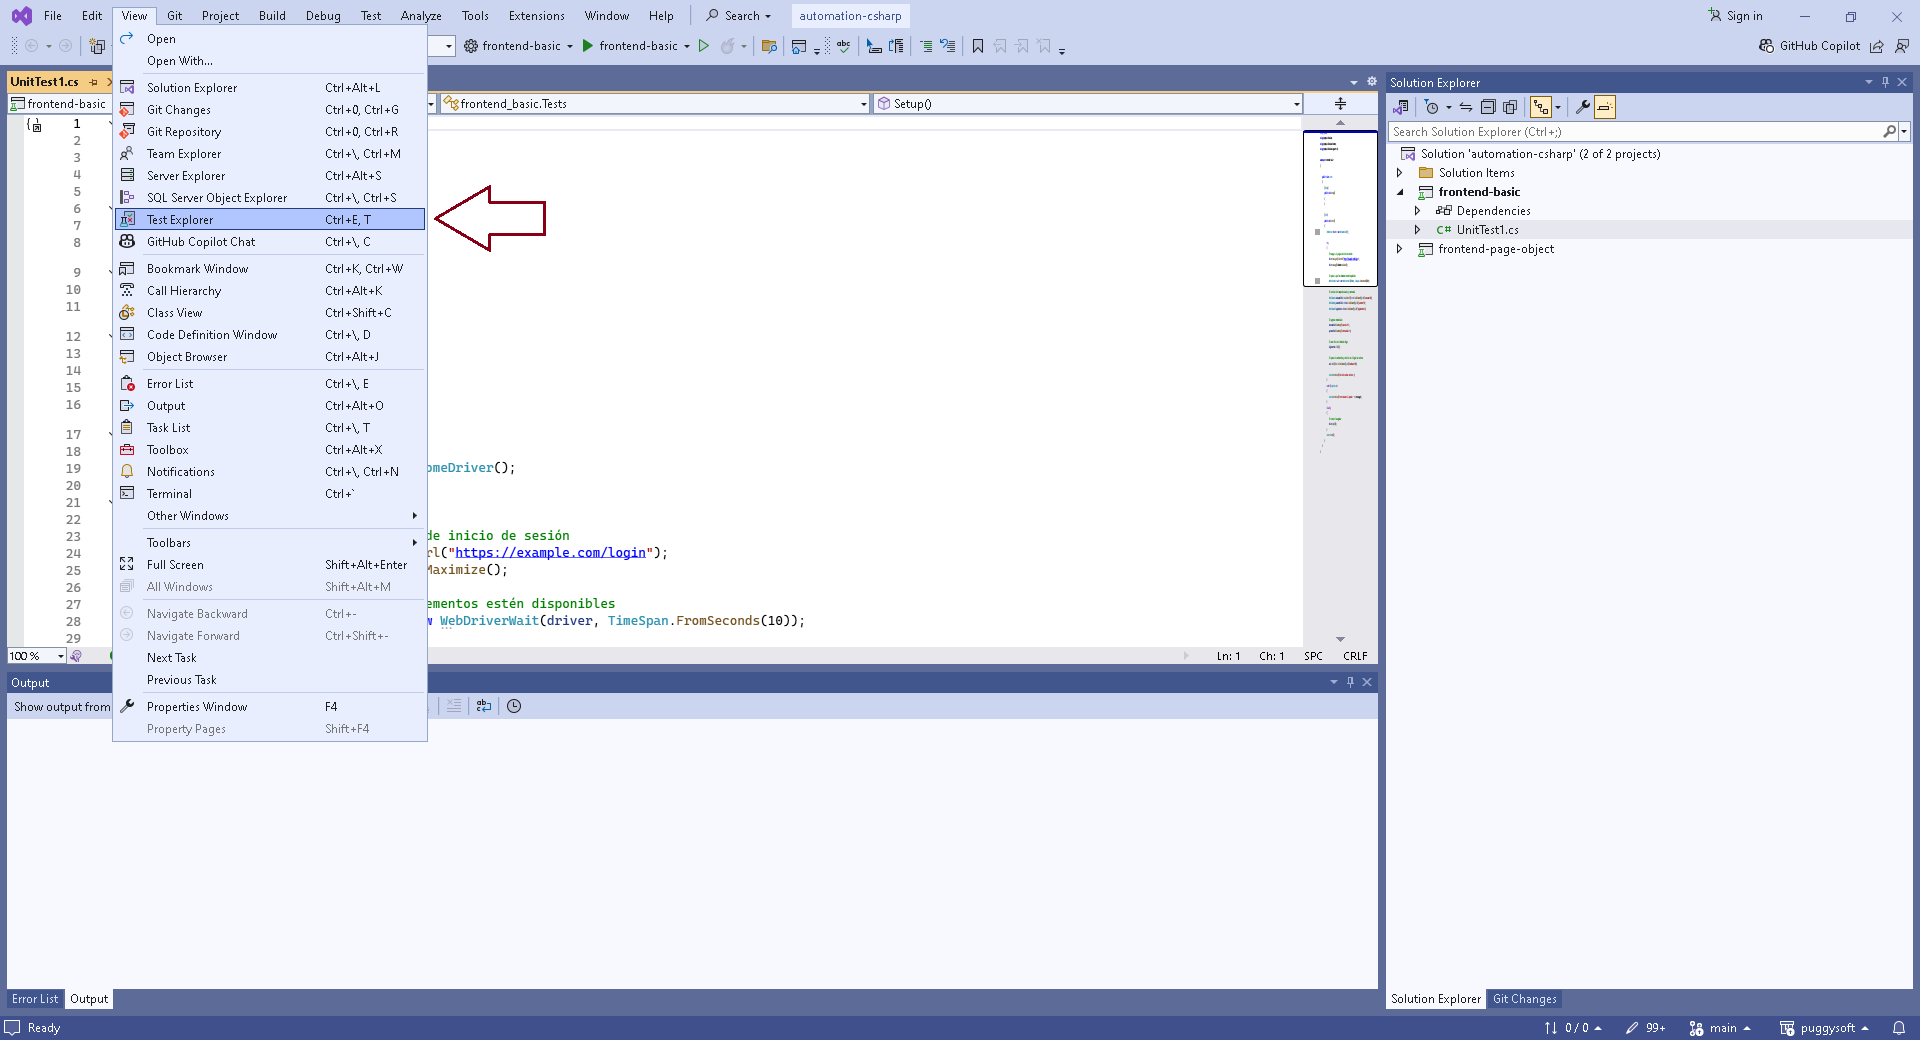 File Edit View Git Project Build Debug Test Analyze Tools Extensions Window Help Search automation-csharp Sign in
frontend-basic frontend-basic abc GitHub Copilot
UnitTest1.cs
frontend-basic frontend_basic.Tests Setup()
Open
Open With...
Solution Explorer Ctrl+Alt+L
Git Changes Ctrl+0, Ctrl+G
Git Repository Ctrl+0, Ctrl+R
Team Explorer Ctrl+\, Ctrl+M
Server Explorer Ctrl+Alt+S
SQL Server Object Explorer Ctrl+\, Ctrl+S
Test Explorer Ctrl+E, T
GitHub Copilot Chat Ctrl+\, C
Bookmark Window Ctrl+K, Ctrl+W
Call Hierarchy Ctrl+Alt+K
Class View Ctrl+Shift+C
Code Definition Window Ctrl+\, D
Object Browser Ctrl+Alt+J
Error List Ctrl+\, E
Output Ctrl+Alt+O
Task List Ctrl+\, T
Toolbox Ctrl+Alt+X
Notifications Ctrl+\, Ctrl+N
Terminal Ctrl+`
Other Windows
Toolbars
Full Screen Shift+Alt+Enter
All Windows Shift+Alt+M
Navigate Backward Ctrl+-
Navigate Forward Ctrl+Shift+-
Next Task
Previous Task
Properties Window F4
Property Pages Shift+F4
1
2
3
4
5
6
7
8
9
10
11
12
13
14
15
16
17
18
19
20
21
22
23
24
25
26
27
28
29
omeDriver();
de inicio de sesión
rl("https://example.com/login");
Maximize();
ementos estén disponibles
w WebDriverWait(driver, TimeSpan.FromSeconds(10));
100 % Ln: 1 Ch: 1 SPC CRLF
Output
Show output from
Error List Output
Solution Explorer
Search Solution Explorer (Ctrl+;)
Solution 'automation-csharp' (2 of 2 projects)
Solution Items
frontend-basic
Dependencies
C# UnitTest1.cs
frontend-page-object
Solution Explorer Git Changes
Ready 0 / 0 99+ main puggysoft